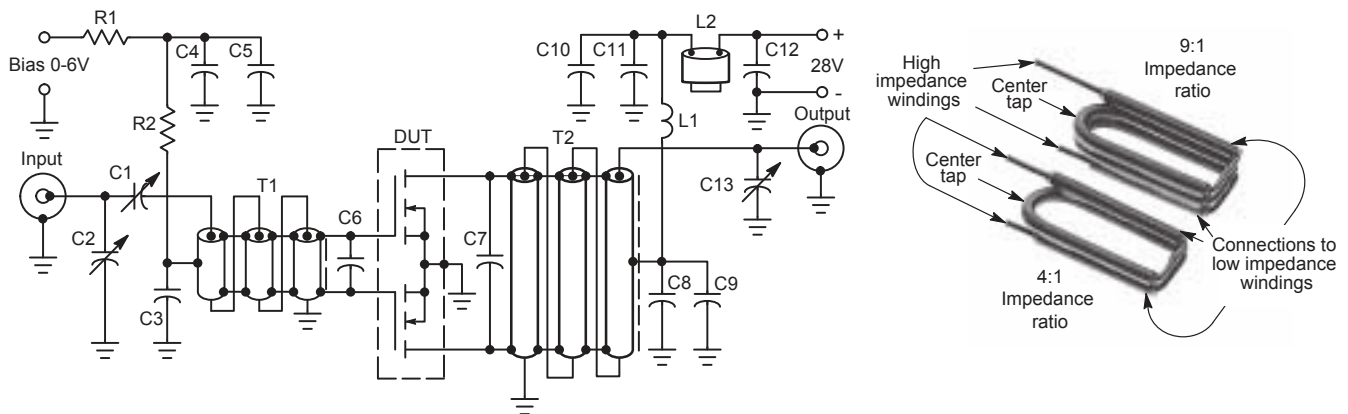 R1
C4
C5
Bias 0-6V
R2
Input
C1
C2
C3
T1
C6
DUT
C7
T2
C10
C11
L2
C12
+
28V
-
L1
Output
C13
C8
C9
High
impedance
windings
Center
tap
9:1
Impedance
ratio
Center
tap
4:1
Impedance
ratio
Connections to
low impedance
windings